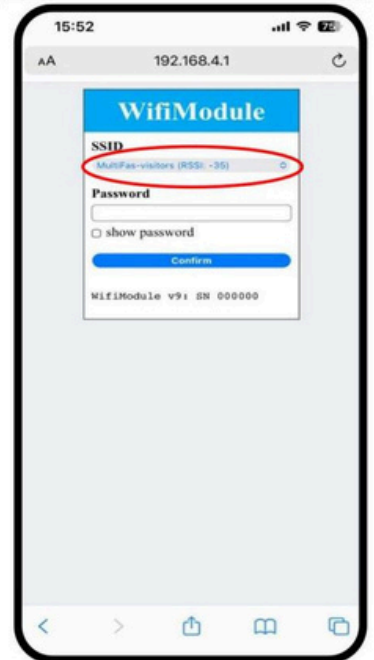 15:52
72
AA
192.168.4.1
WifiModule
SSID
MultiFas-visitors (RSSI: -35)
Password
show password
Confirm
WifiModule v9: SN 000000